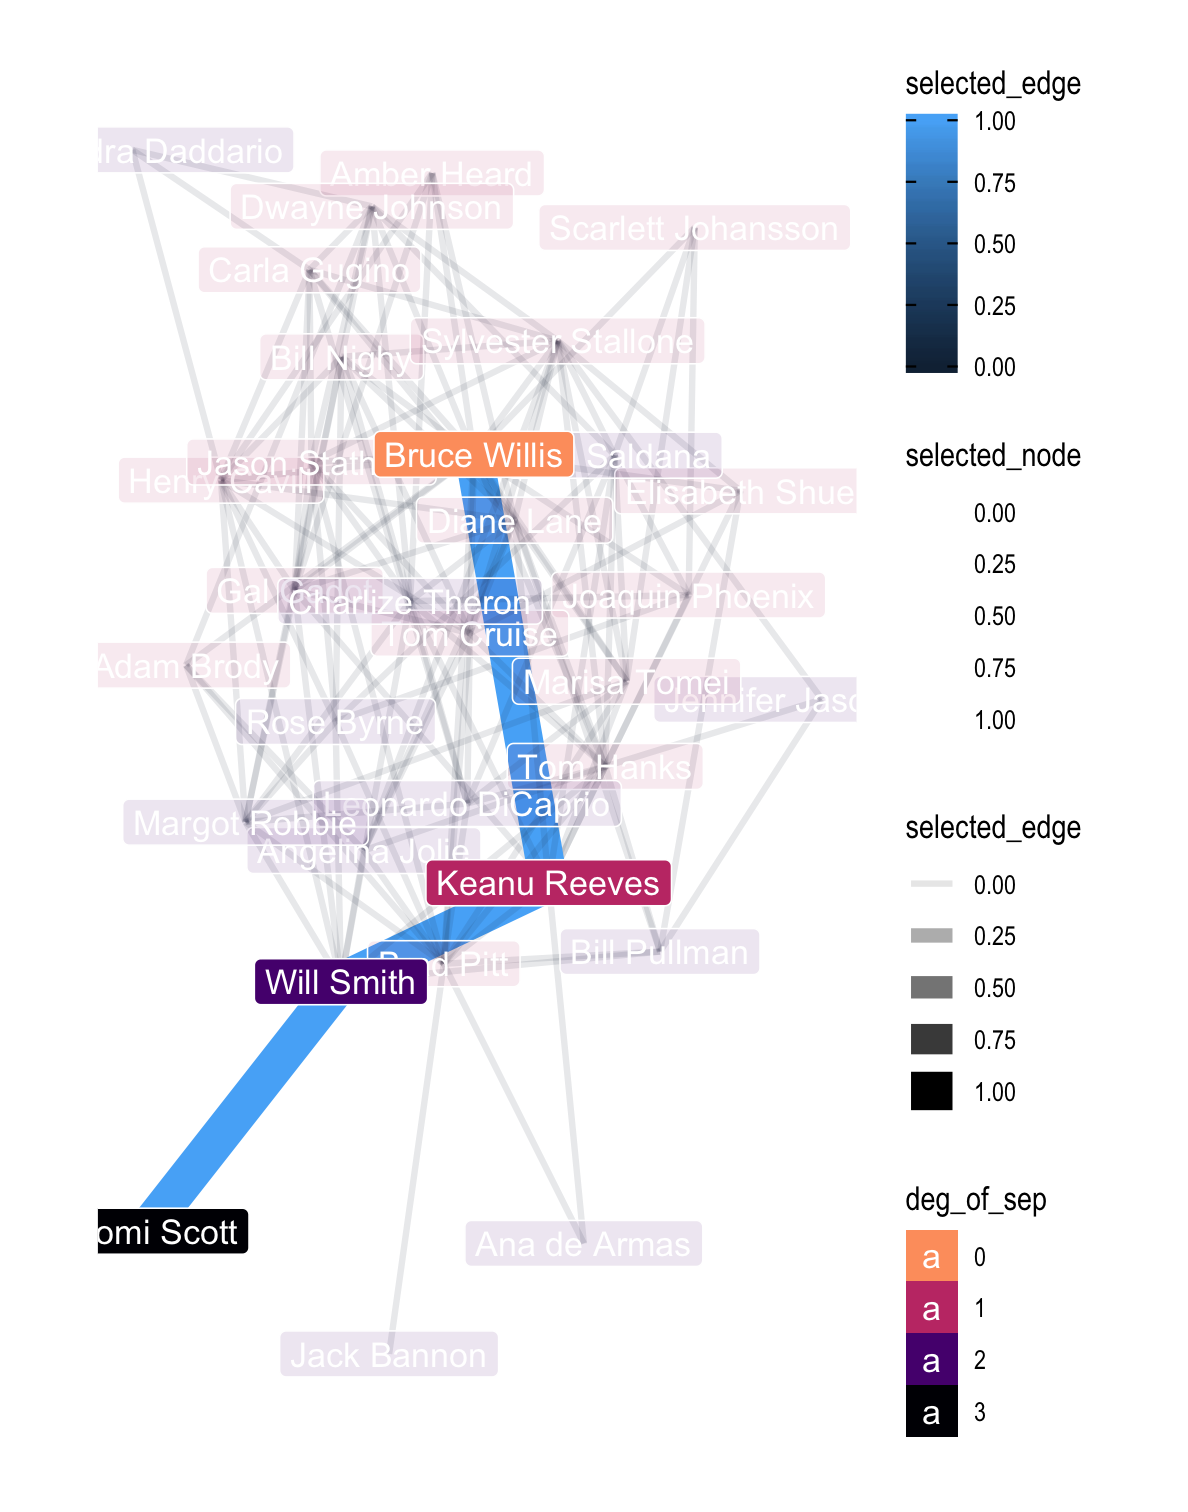 dra Daddario
Amber Heard
Dwayne Johnson
Scarlett Johansson
Carla Gugino
Sylvester Stallone
Bill Nighy
Bruce Willis
Saldana
Jason Stath
Henry Cavill
Elisabeth Shue
Diane Lane
Gal Gadot
Charlize Theron
Joaquin Phoenix
Tom Cruise
Adam Brody
Marisa Tomei
Jennifer Jaso
Rose Byrne
Tom Hanks
Leonardo DiCaprio
Margot Robbie
Angelina Jolie
Keanu Reeves
Brad Pitt
Bill Pullman
Will Smith
omi Scott
Ana de Armas
Jack Bannon
selected_edge
1.00
0.75
0.50
0.25
0.00
selected_node
0.00
0.25
0.50
0.75
1.00
selected_edge
0.00
0.25
0.50
0.75
1.00
deg_of_sep
a 0
a 1
a 2
a 3